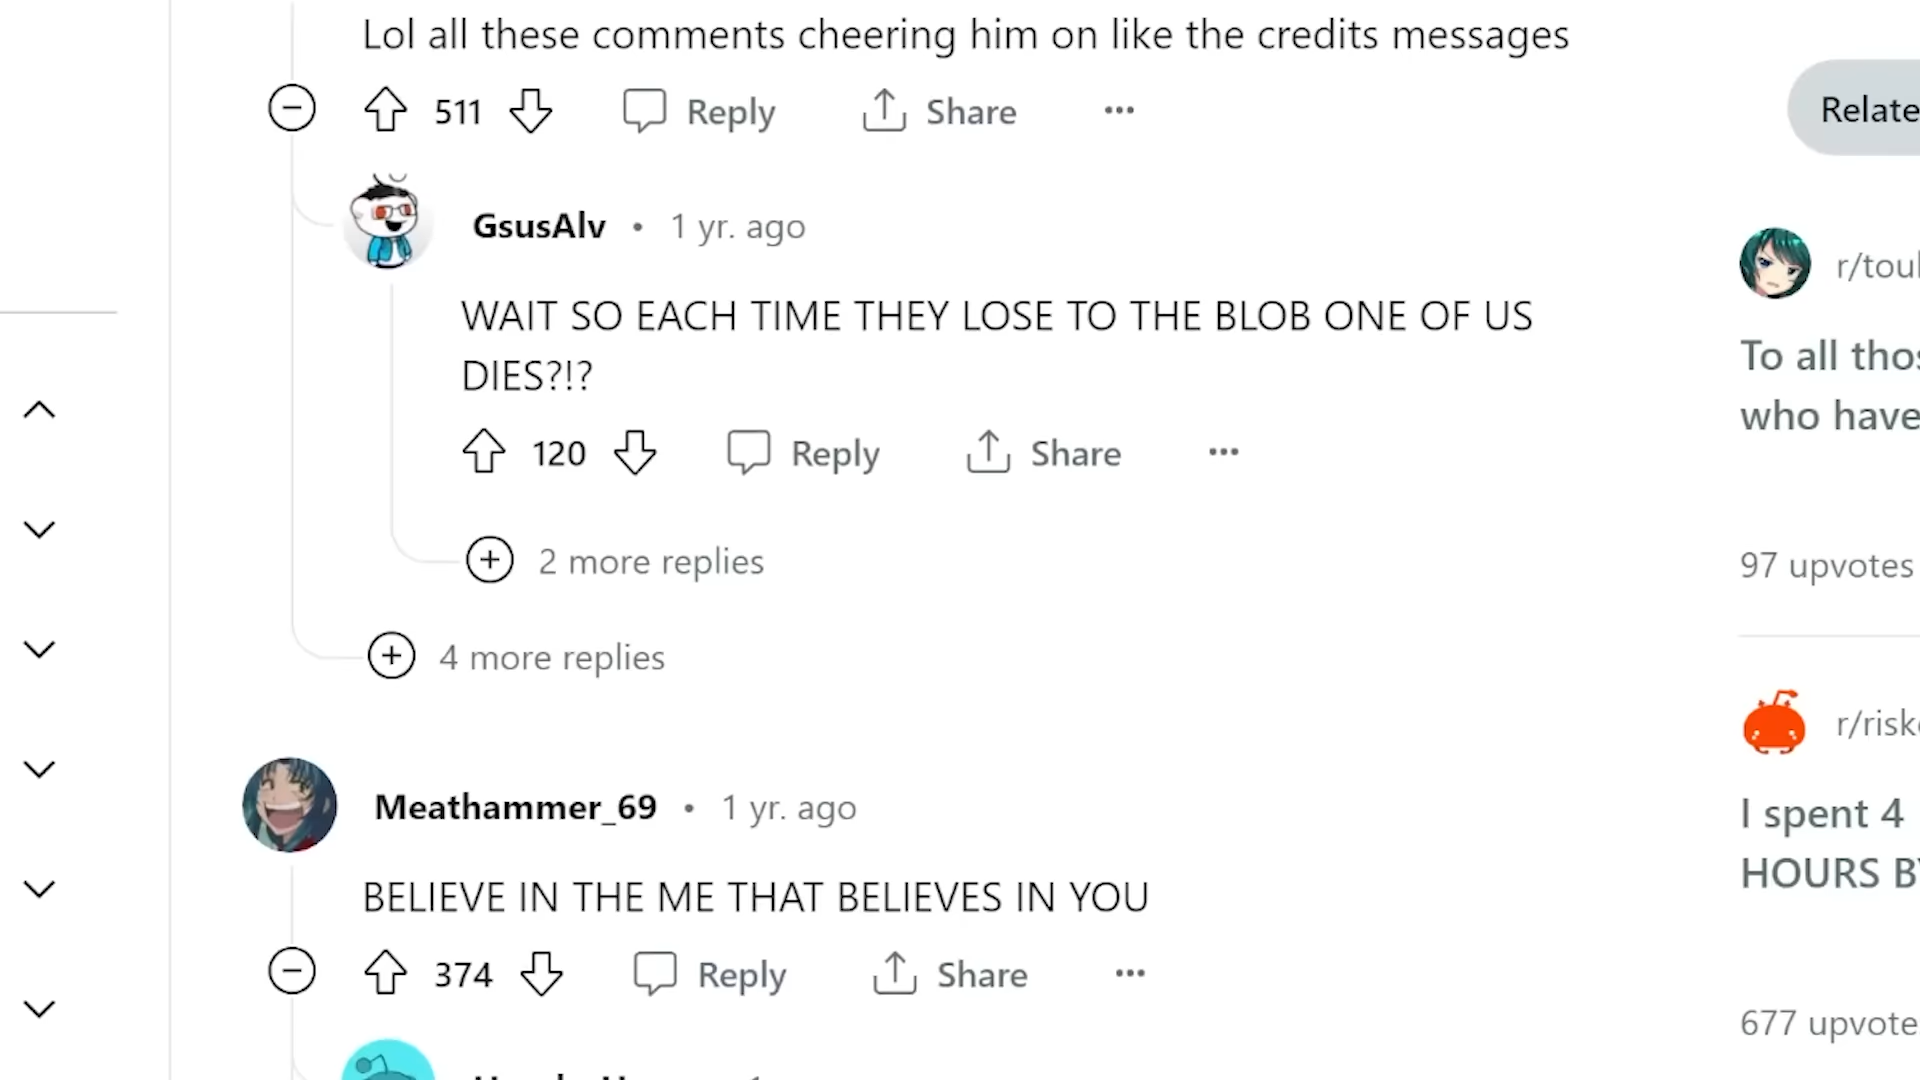 Lol all these comments cheering him on like the credits messages
511 Reply Share
GsusAlv • 1 yr. ago
WAIT SO EACH TIME THEY LOSE TO THE BLOB ONE OF US
DIES?!?
120 Reply Share
2 more replies
4 more replies
Meathammer_69 • 1 yr. ago
BELIEVE IN THE ME THAT BELIEVES IN YOU
374 Reply Share
Relate
r/toul
To all thos
who have
97 upvotes
r/risk
I spent 4
HOURS B
677 upvote